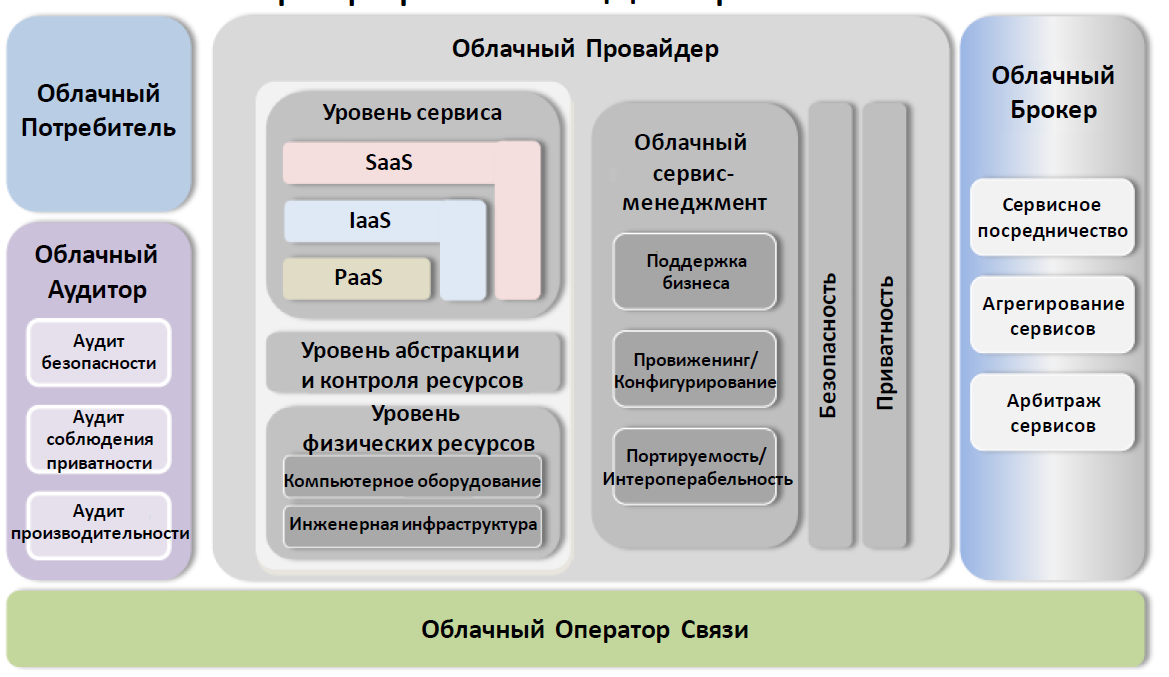 Облачный
Потребитель
Облачный
Аудитор
Аудит
безопасности
Аудит
соблюдения
приватности
Аудит
производительности
Облачный Провайдер
Уровень сервиса
SaaS
IaaS
PaaS
Уровень абстракции
и контроля ресурсов
Уровень
физических ресурсов
Компьютерное оборудование
Инженерная инфраструктура
Облачный
сервис-
менеджмент
Поддержка
бизнеса
Провиженинг/
Конфигурирование
Портируемость/
Интероперабельность
Безопасность
Приватность
Облачный
Брокер
Сервисное
посредничество
Агрегирование
сервисов
Арбитраж
сервисов
Облачный Оператор Связи